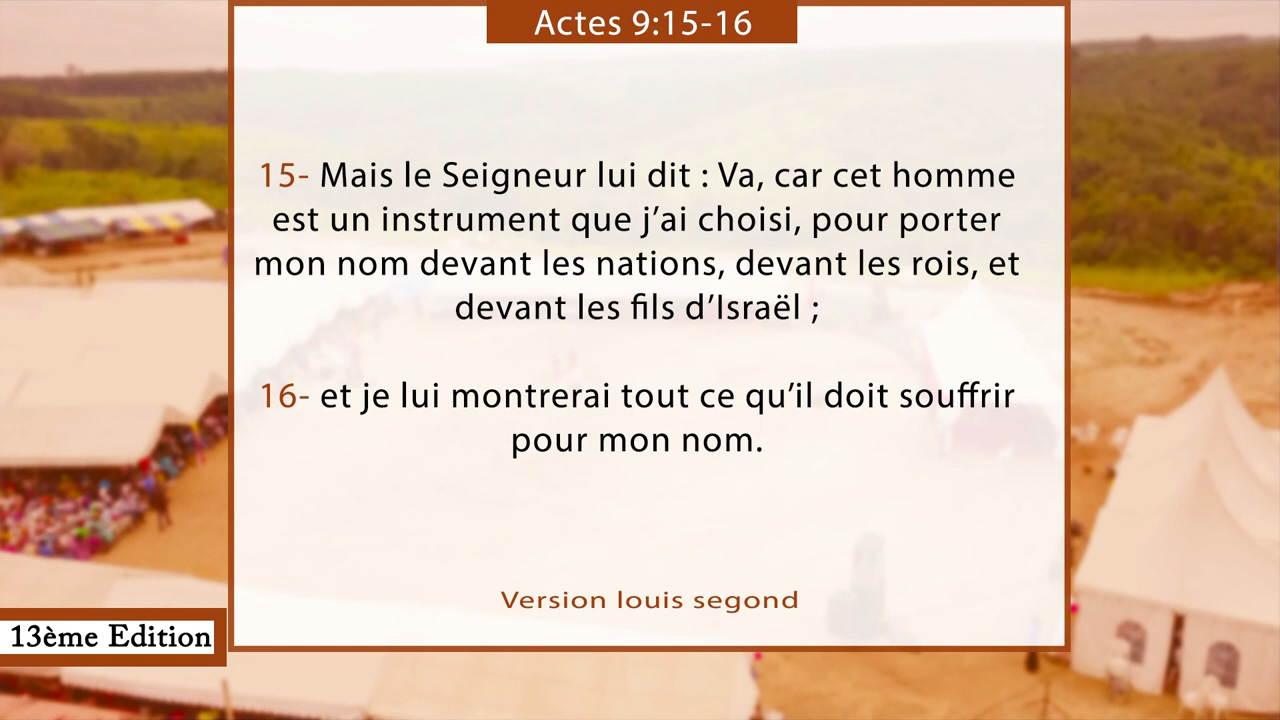 Actes 9:15-16
15- Mais le Seigneur lui dit : Va, car cet homme
est un instrument que j’ai choisi, pour porter
mon nom devant les nations, devant les rois, et
devant les fils d’Israël ;
16- et je lui montrerai tout ce qu’il doit souffrir
pour mon nom.
Version louis segond
13ème Edition